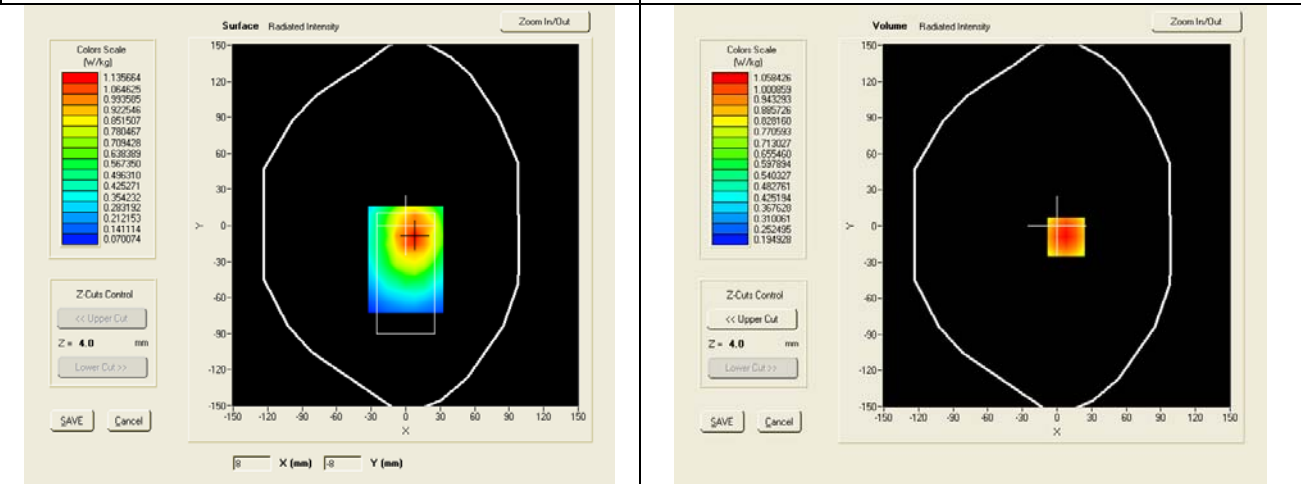 Surface Radiated Intensity
Zoom In/Out
Colors Scale
(W/kg)
1.135664
1.064625
0.993585
0.922546
0.851507
0.780467
0.709428
0.638389
0.567350
0.496310
0.425271
0.354232
0.283192
0.212153
0.141114
0.070074
150
120
90
60
30
0
-30
-60
-90
-120
-150
Y
-150 -120 -90 -60 -30 0 30 60 90 120 150
X
Z-Cuts Control
<< Upper Cut
Z = 4.0 mm
Lower Cut >>
SAVE Cancel
8 X (mm) -8 Y (mm)
Volume Radiated Intensity
Zoom In/Out
Colors Scale
(W/kg)
1.058426
1.000859
0.943293
0.885726
0.828160
0.770593
0.713027
0.655460
0.597894
0.540327
0.482761
0.425194
0.367628
0.310061
0.252495
0.194928
150
120
90
60
30
0
-30
-60
-90
-120
-150
Y
-150 -120 -90 -60 -30 0 30 60 90 120 150
X
Z-Cuts Control
<< Upper Cut
Z = 4.0 mm
Lower Cut >>
SAVE Cancel